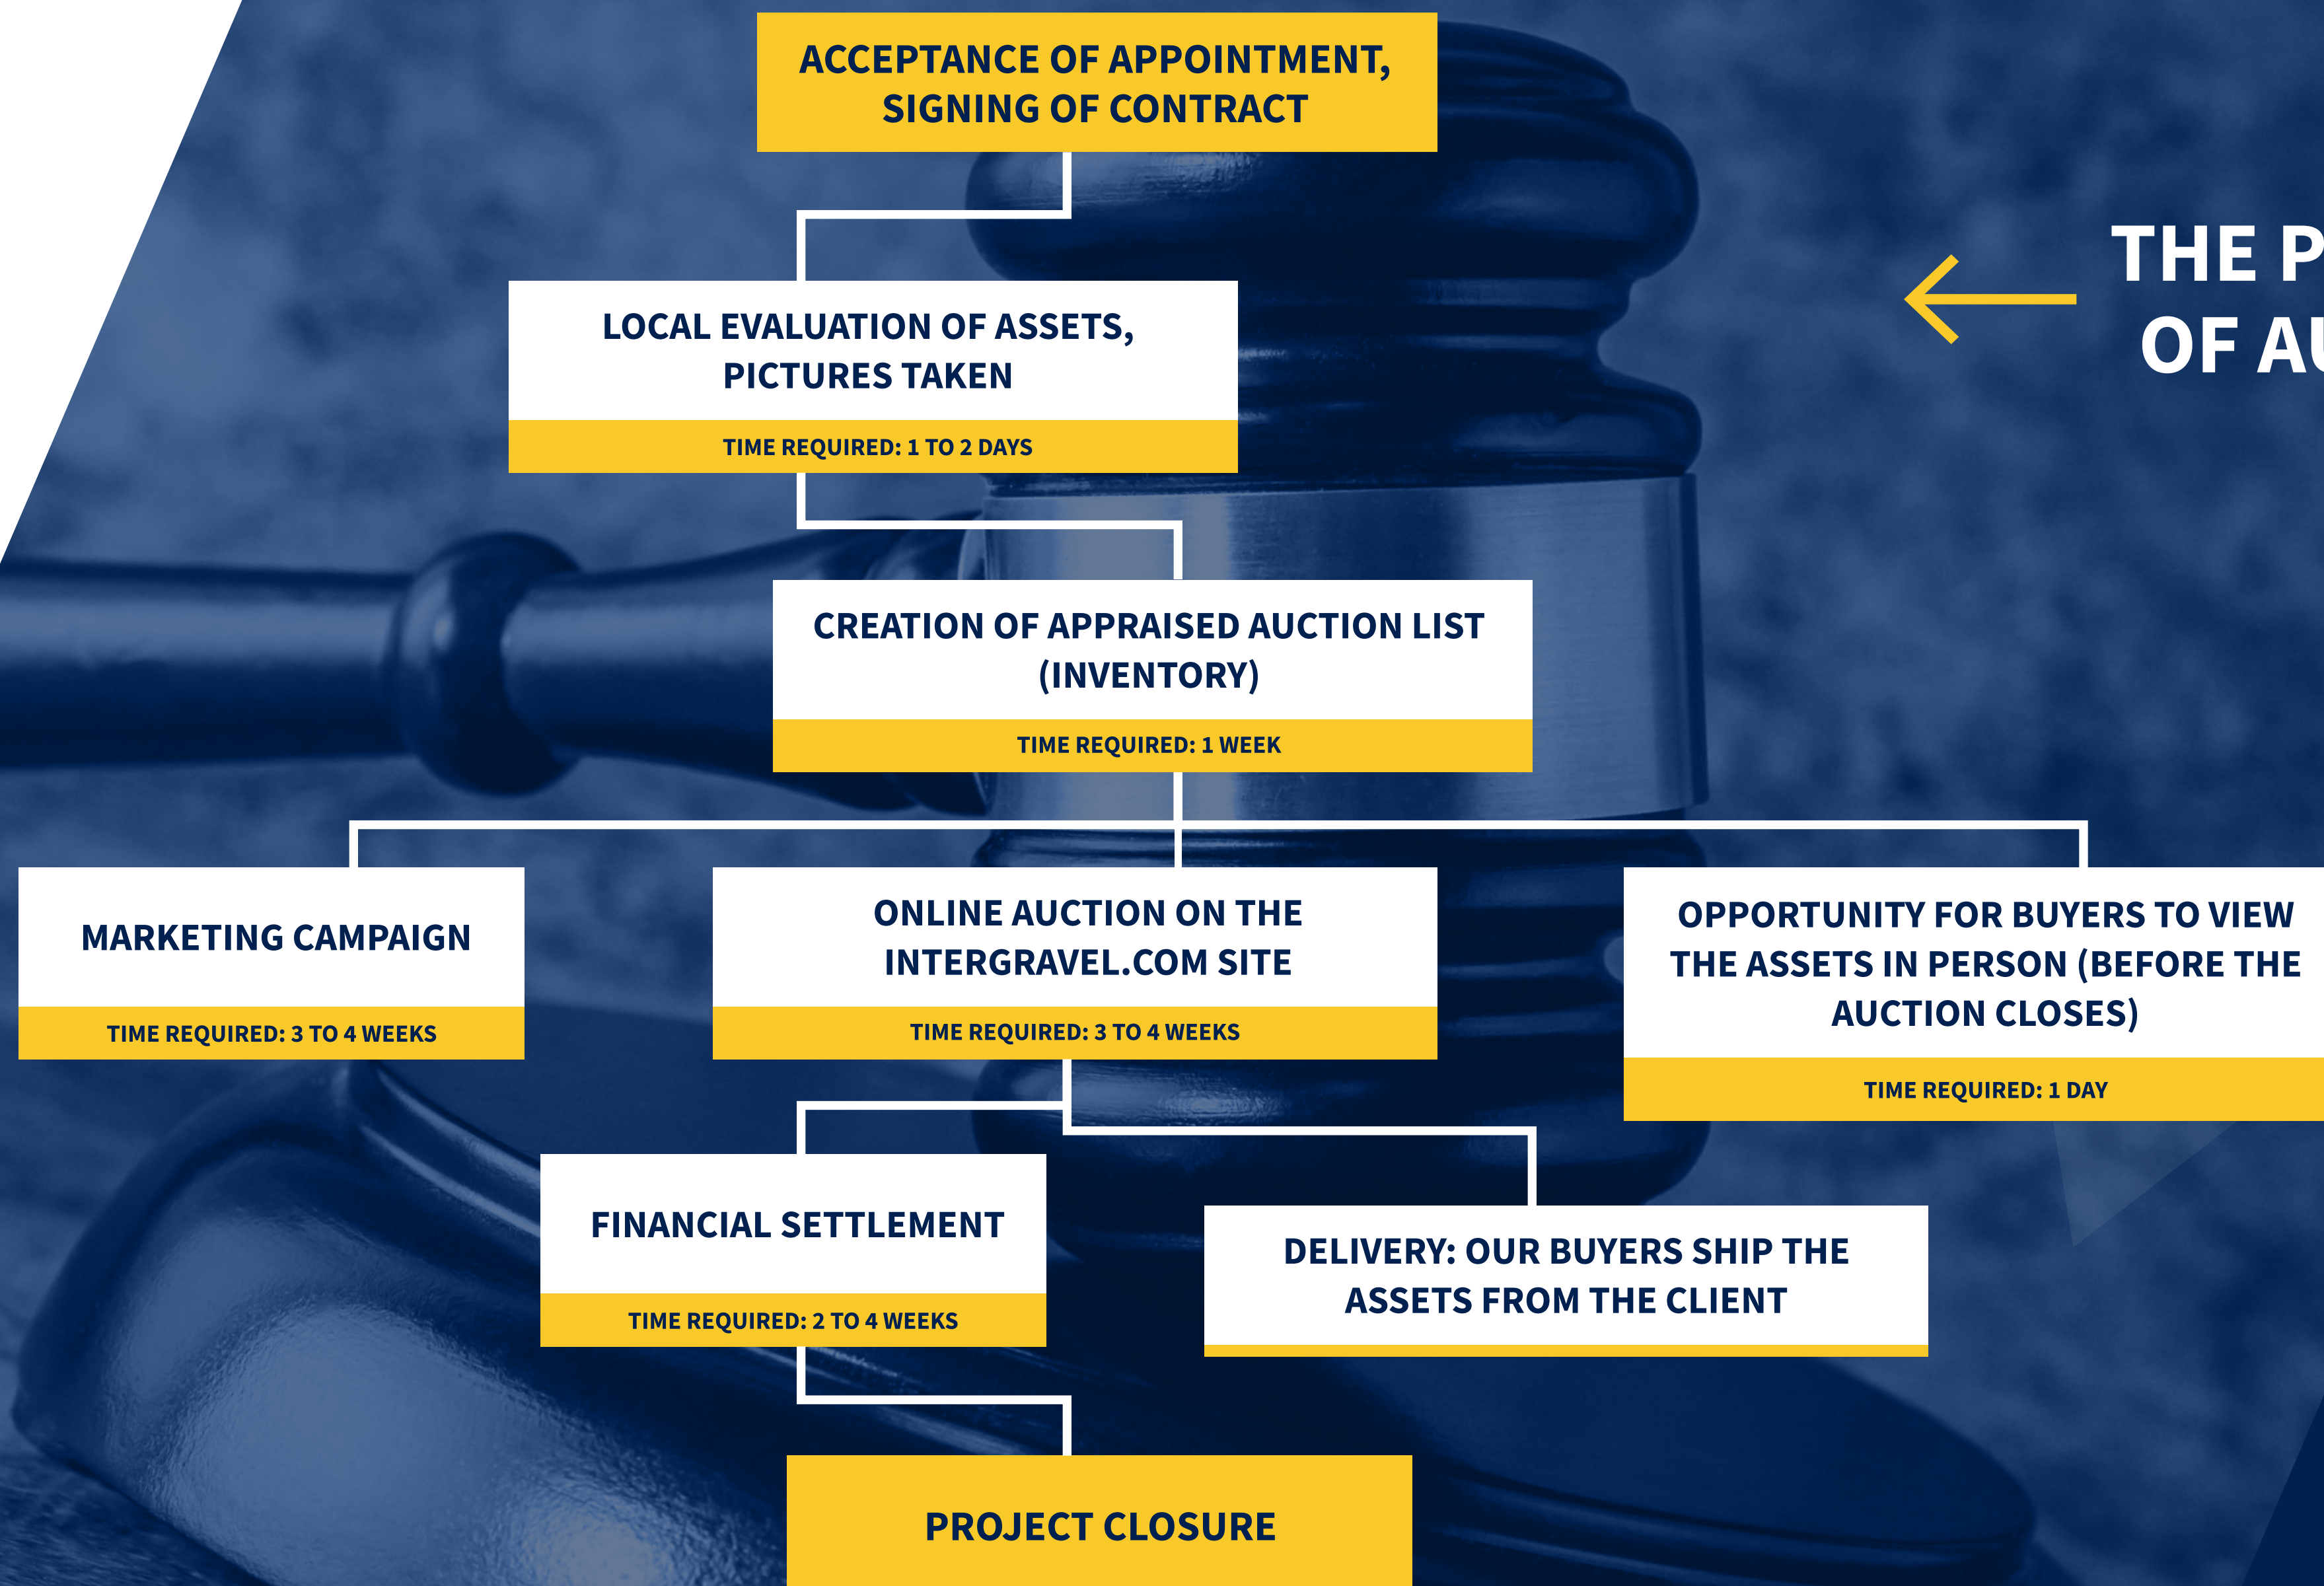 ACCEPTANCE OF APPOINTMENT,
SIGNING OF CONTRACT
THE P
OF AU
LOCAL EVALUATION OF ASSETS,
PICTURES TAKEN
TIME REQUIRED: 1 TO 2 DAYS
CREATION OF APPRAISED AUCTION LIST
(INVENTORY)
TIME REQUIRED: 1 WEEK
MARKETING CAMPAIGN
TIME REQUIRED: 3 TO 4 WEEKS
ONLINE AUCTION ON THE
INTERGRAVEL.COM SITE
TIME REQUIRED: 3 TO 4 WEEKS
OPPORTUNITY FOR BUYERS TO VIEW
THE ASSETS IN PERSON (BEFORE THE
AUCTION CLOSES)
TIME REQUIRED: 1 DAY
FINANCIAL SETTLEMENT
TIME REQUIRED: 2 TO 4 WEEKS
DELIVERY: OUR BUYERS SHIP THE
ASSETS FROM THE CLIENT
PROJECT CLOSURE